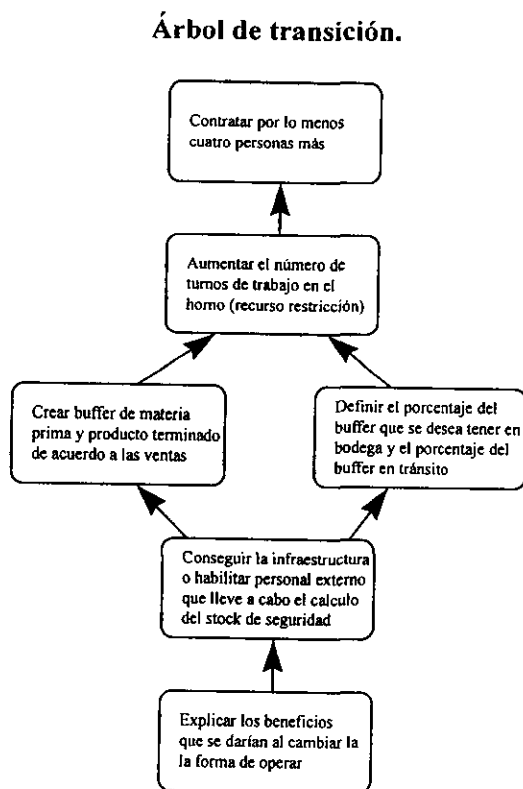 Árbol de transición.
Contratar por lo menos
cuatro personas más
Aumentar el número de
turnos de trabajo en el
horno (recurso restricción)
Crear buffer de materia
prima y producto terminado
de acuerdo a las ventas
Definir el porcentaje del
buffer que se desea tener en
bodega y el porcentaje del
buffer en tránsito
Conseguir la infraestructura
o habilitar personal externo
que lleve a cabo el calculo
del stock de seguridad
Explicar los beneficios
que se darían al cambiar la
la forma de operar